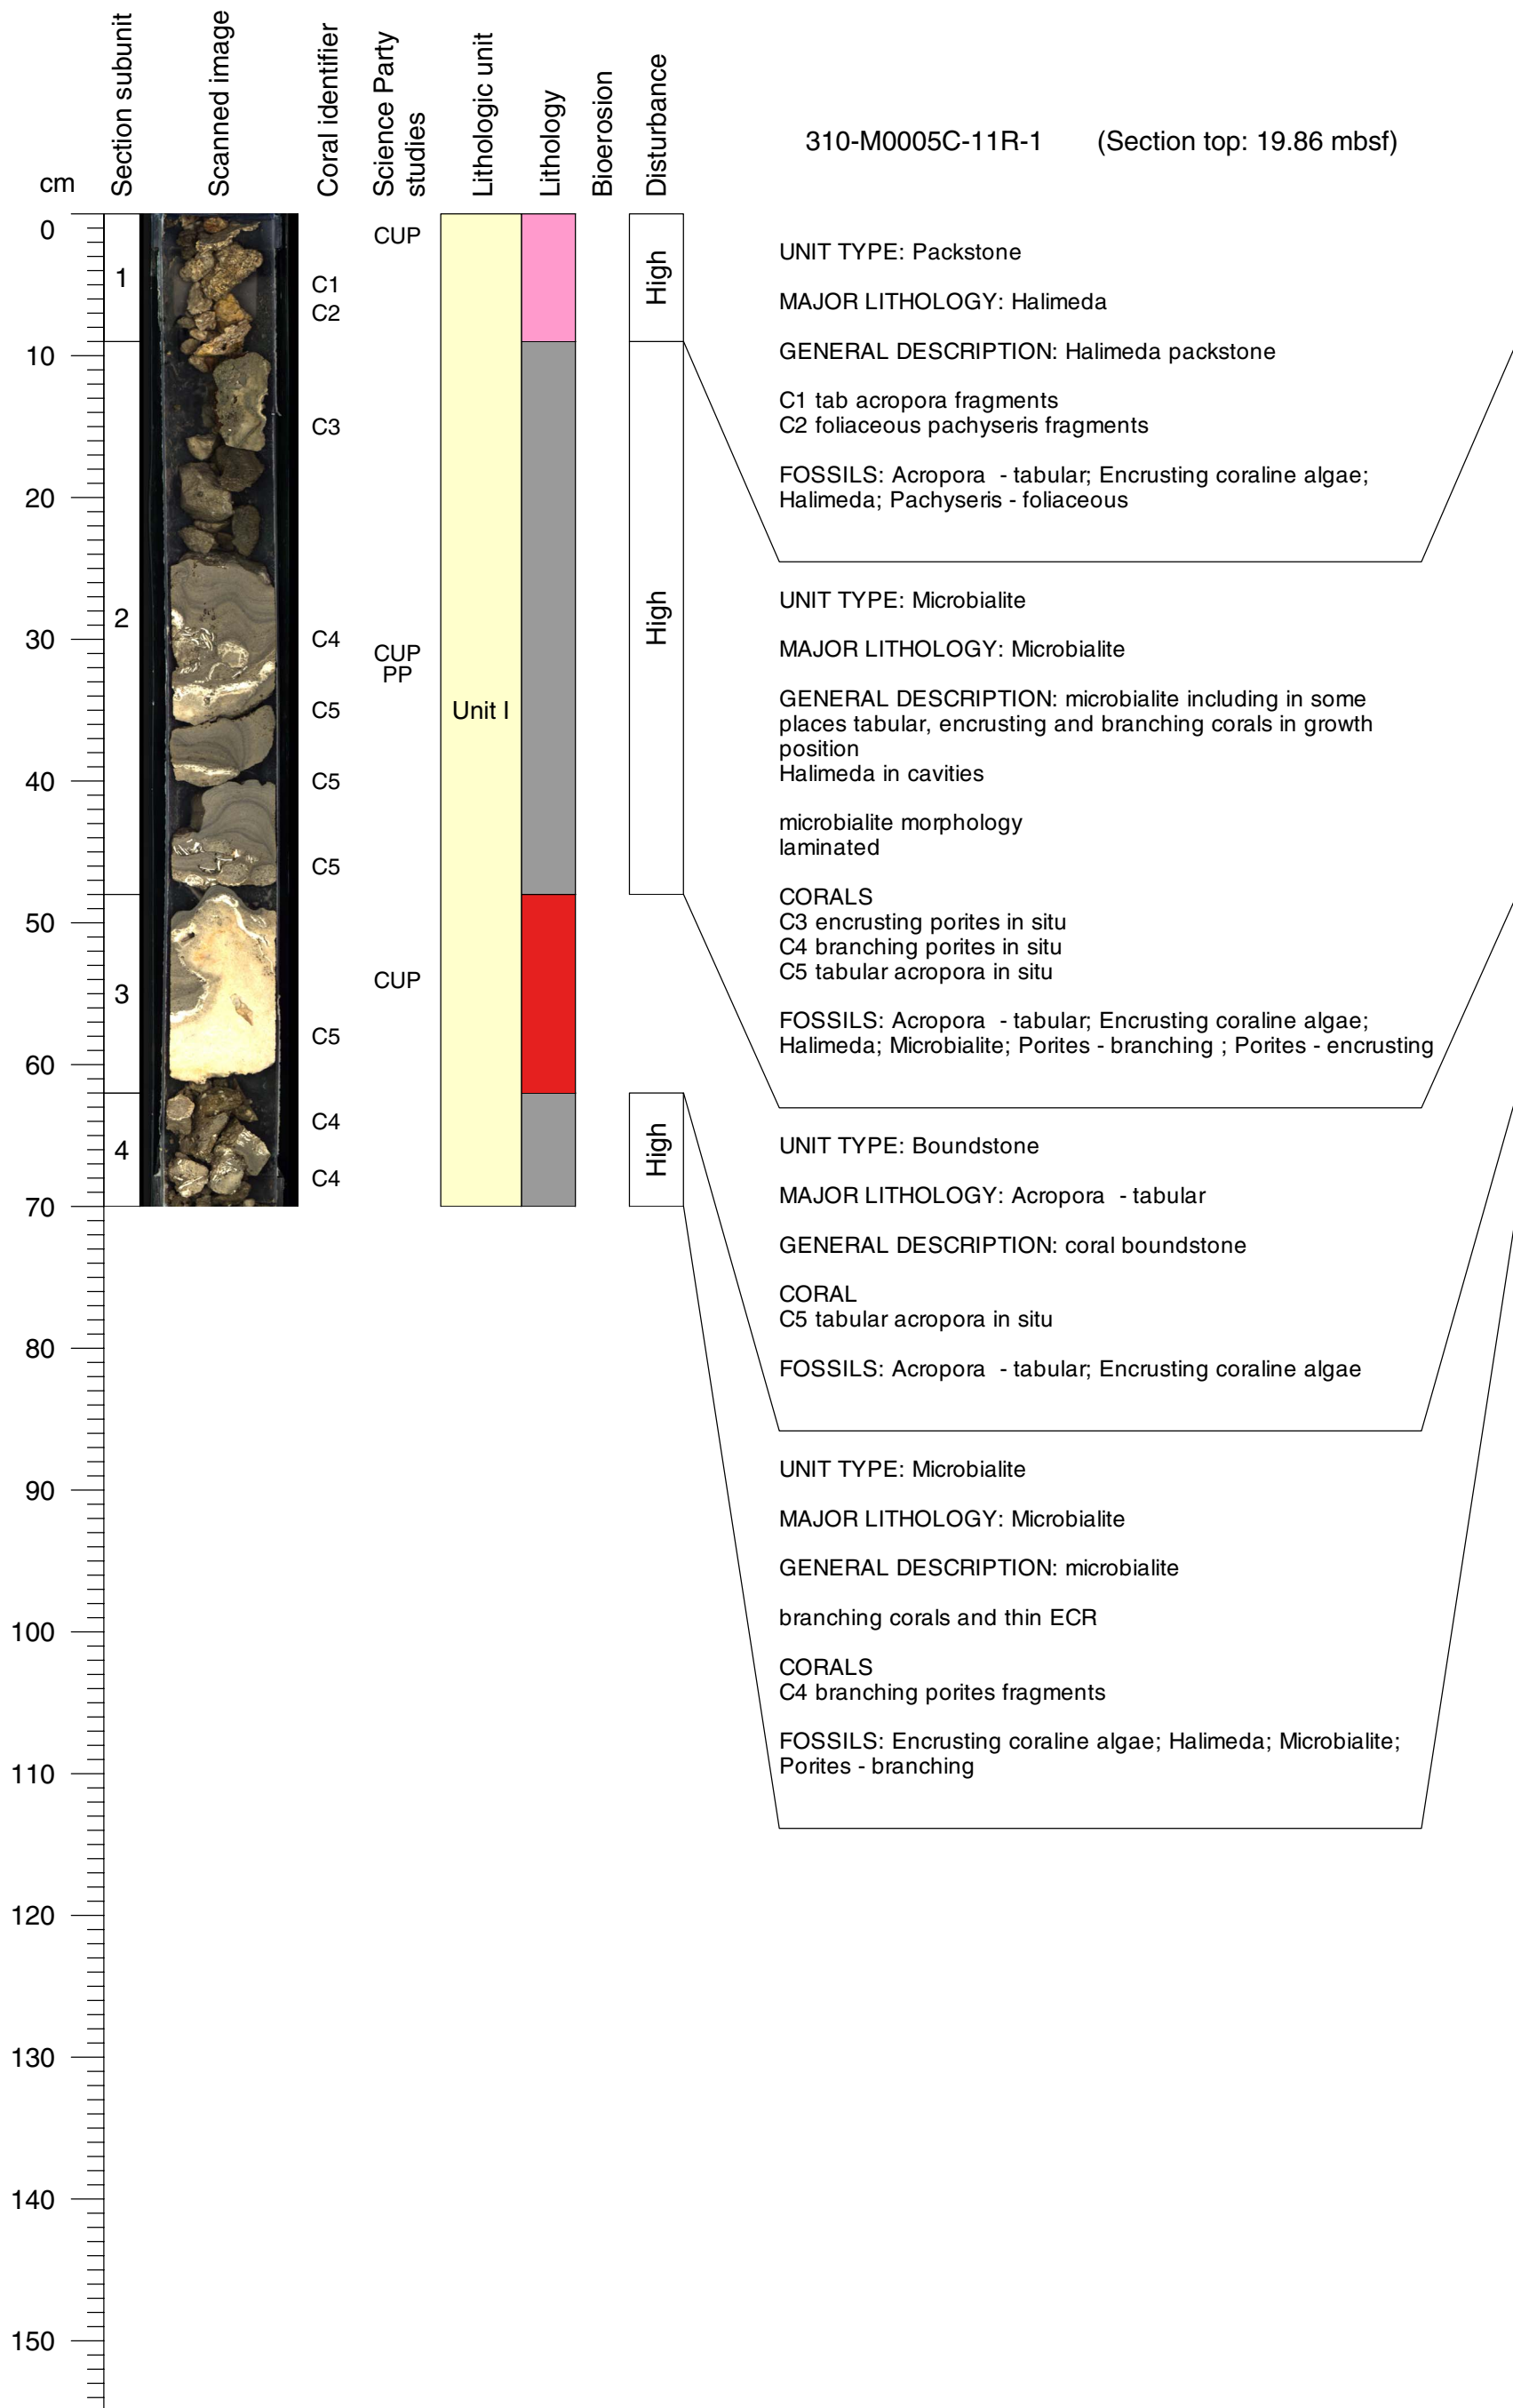 cm
Section subunit
Scanned image
Coral identifier
Science Party
studies
Lithologic unit
Lithology
Bioerosion
Disturbance
310-M0005C-11R-1 (Section top: 19.86 mbsf)
0
10
20
30
40
50
60
70
80
90
100
110
120
130
140
150
1
2
3
4
C1
C2
C3
C4
C5
C5
C5
C5
C4
C4
CUP
CUP
PP
CUP
Unit I
High
High
High
UNIT TYPE: Packstone
MAJOR LITHOLOGY: Halimeda
GENERAL DESCRIPTION: Halimeda packstone
C1 tab acropora fragments
C2 foliaceous pachyseris fragments
FOSSILS: Acropora - tabular; Encrusting coraline algae;
Halimeda; Pachyseris - foliaceous
UNIT TYPE: Microbialite
MAJOR LITHOLOGY: Microbialite
GENERAL DESCRIPTION: microbialite including in some
places tabular, encrusting and branching corals in growth
position
Halimeda in cavities
microbialite morphology
laminated
CORALS
C3 encrusting porites in situ
C4 branching porites in situ
C5 tabular acropora in situ
FOSSILS: Acropora - tabular; Encrusting coraline algae;
Halimeda; Microbialite; Porites - branching ; Porites - encrusting
UNIT TYPE: Boundstone
MAJOR LITHOLOGY: Acropora - tabular
GENERAL DESCRIPTION: coral boundstone
CORAL
C5 tabular acropora in situ
FOSSILS: Acropora - tabular; Encrusting coraline algae
UNIT TYPE: Microbialite
MAJOR LITHOLOGY: Microbialite
GENERAL DESCRIPTION: microbialite
branching corals and thin ECR
CORALS
C4 branching porites fragments
FOSSILS: Encrusting coraline algae; Halimeda; Microbialite;
Porites - branching